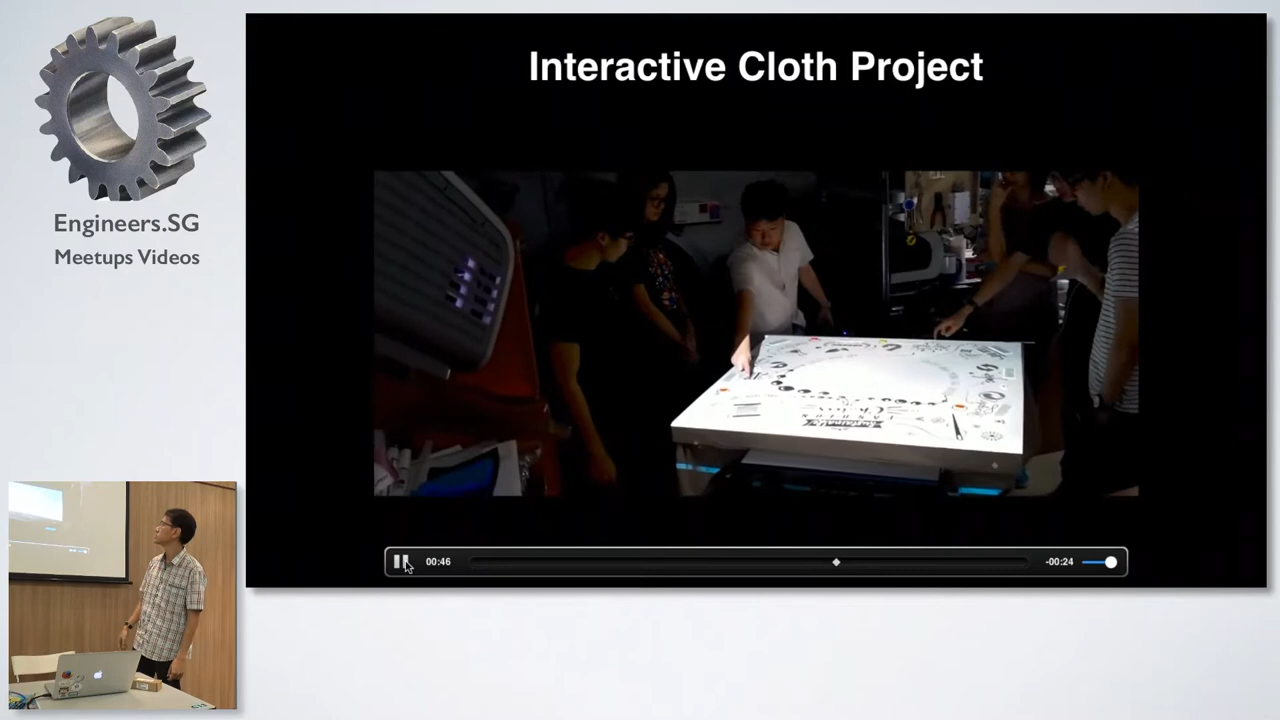 Engineers.SG
Meetups Videos
Interactive Cloth Project
00:46
-00:24